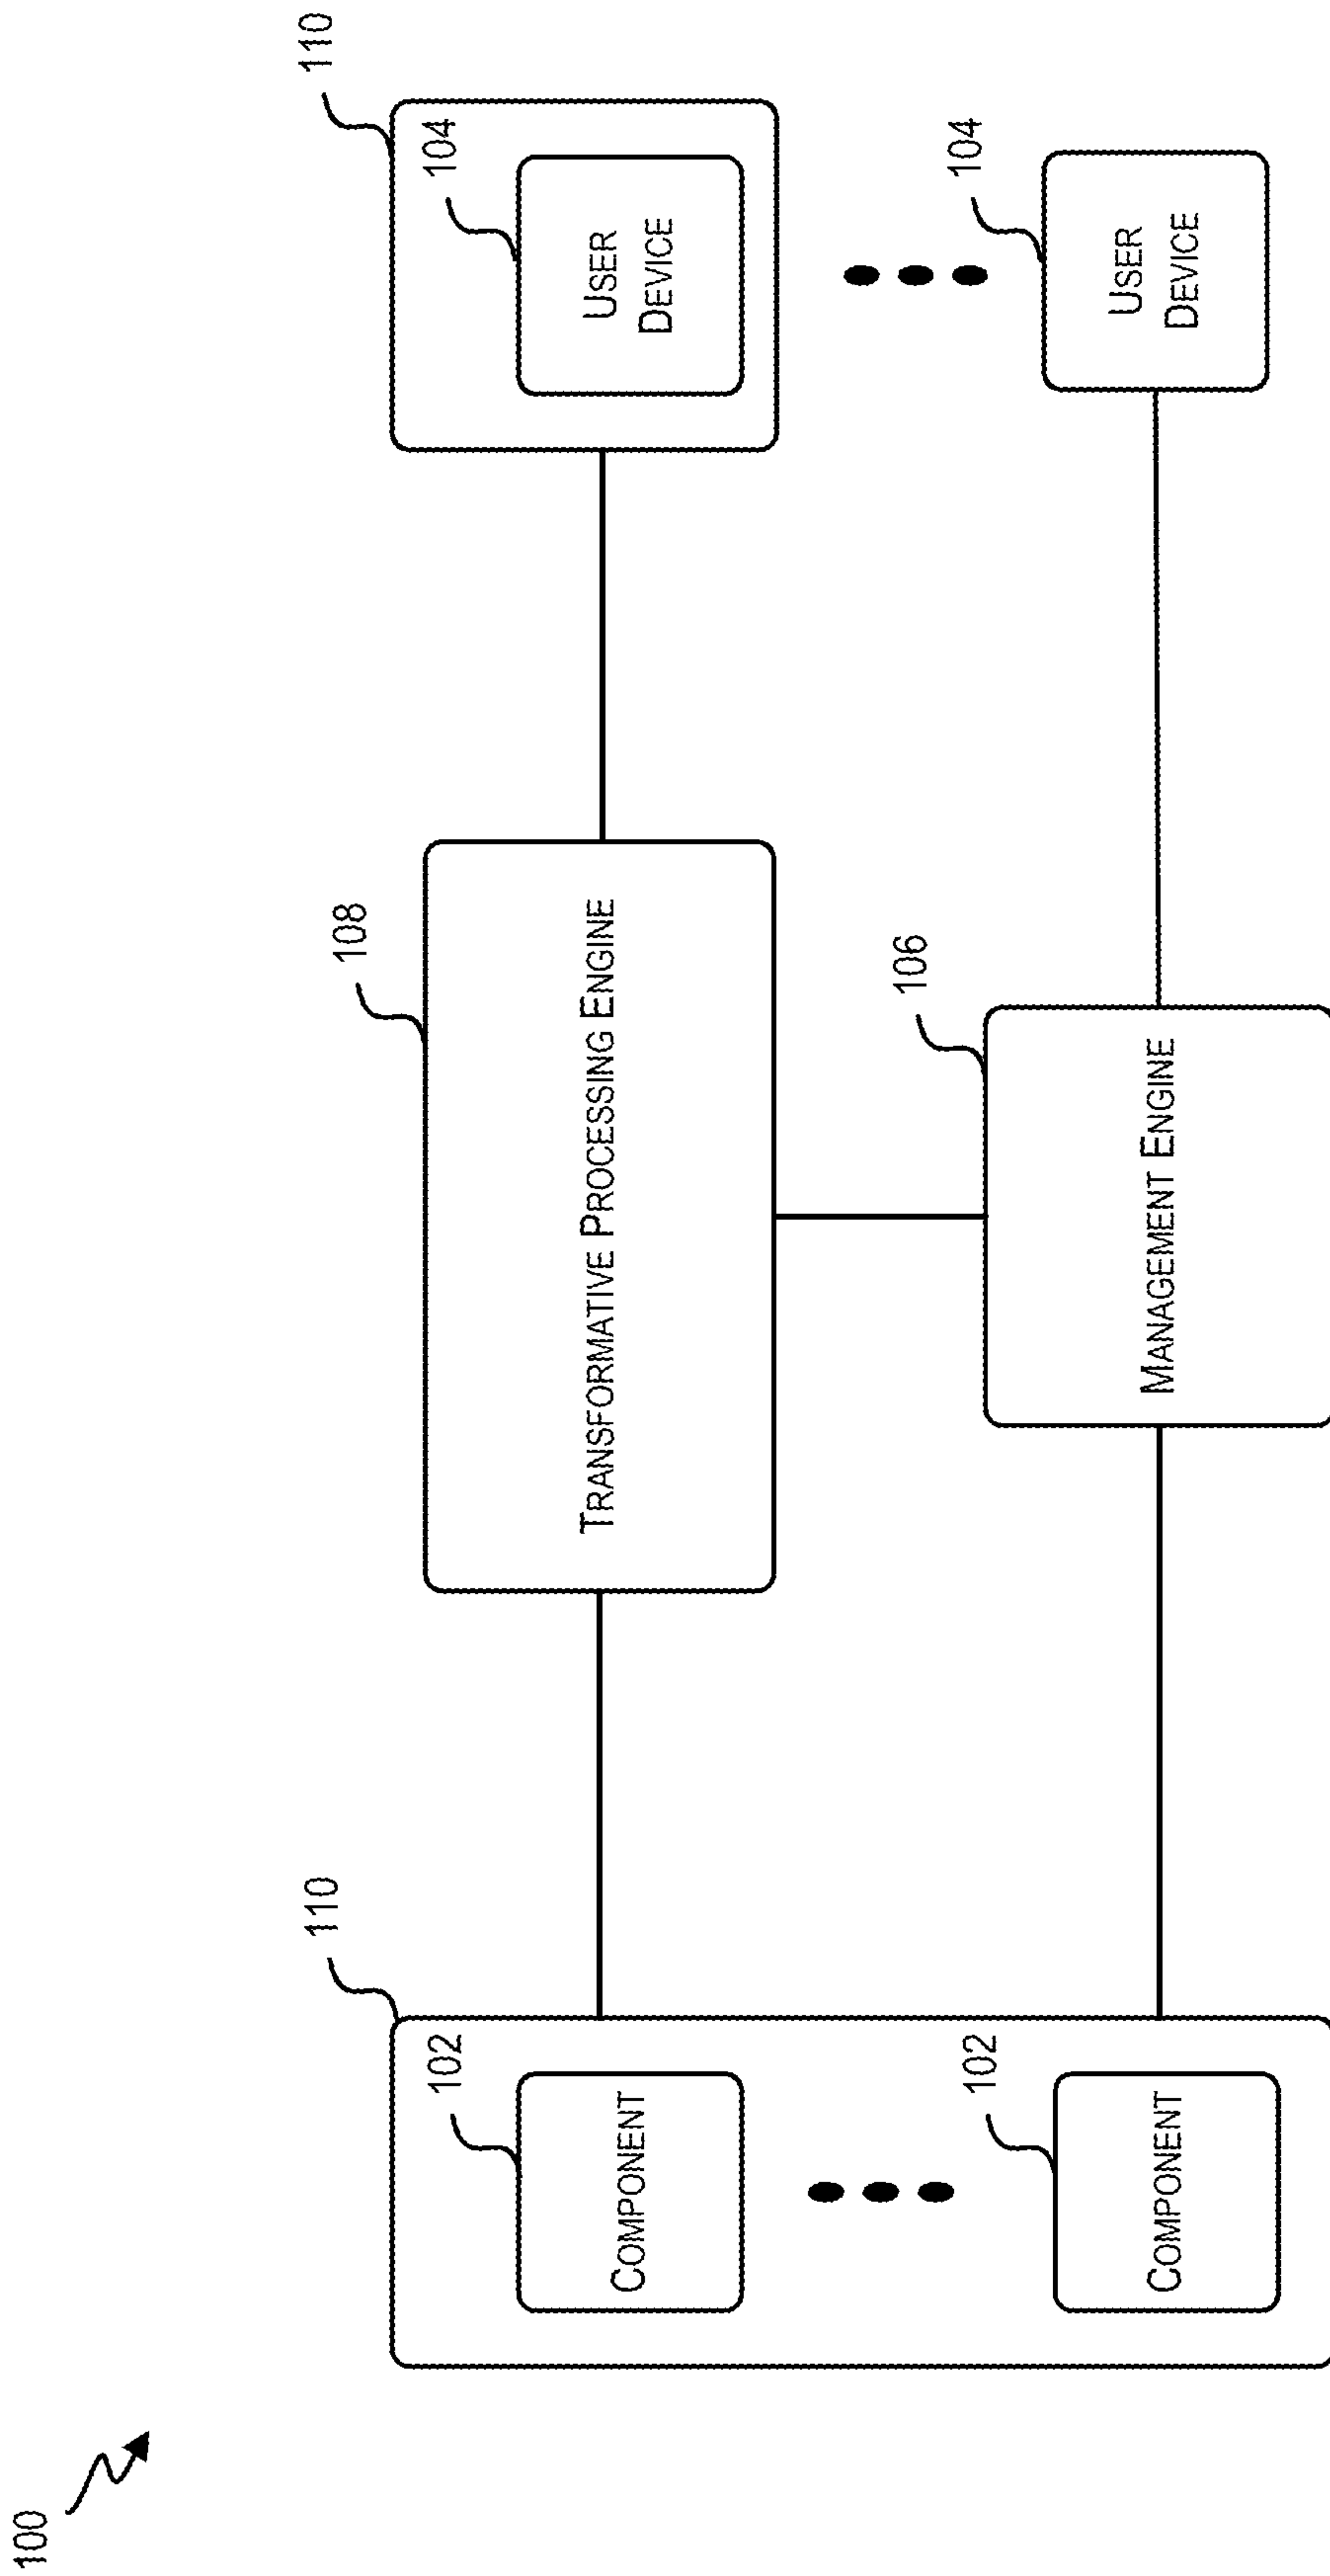 100
110
102
COMPONENT
102
COMPONENT
108
TRANSFORMATIVE PROCESSING ENGINE
106
MANAGEMENT ENGINE
110
104
USER
DEVICE
104
USER
DEVICE